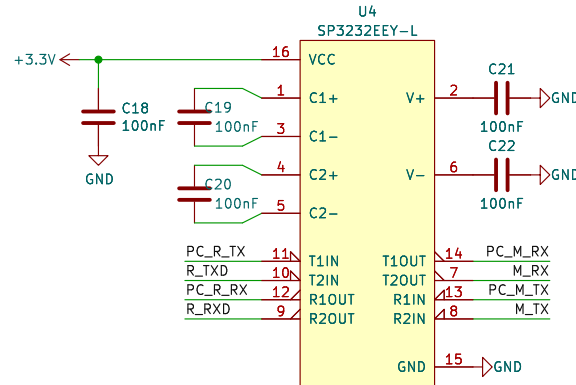 U4
SP3232EEY-L
+3.3V
16
VCC
C18
100nF
GND
1
C1+
C19
100nF
3
C1-
4
C2+
C20
100nF
5
C2-
V+
2
C21
100nF
GND
V-
6
C22
100nF
GND
PC_R_TX
11
T1IN
R_TXD
10
T2IN
PC_R_RX
12
R1OUT
R_RXD
9
R2OUT
T1OUT
14
PC_M_RX
T2OUT
7
M_RX
R1IN
13
PC_M_TX
R2IN
8
M_TX
GND
15
GND